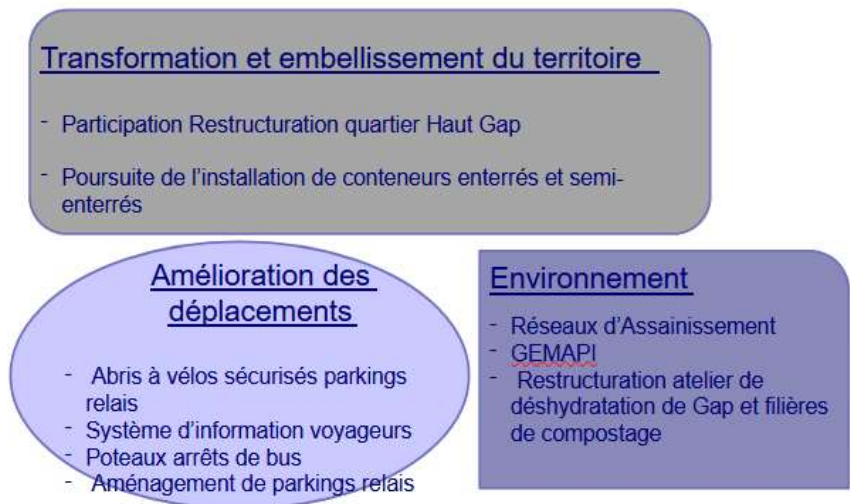 Transformation et embellissement du territoire
- Participation Restructuration quartier Haut Gap
- Poursuite de l'installation de conteneurs enterrés et semi-
enterrés
Amélioration des
déplacements
- Abris à vélos sécurisés parkings
relais
- Système d'information voyageurs
- Poteaux arrêts de bus
- Aménagement de parkings relais
Environnement
- Réseaux d'Assainissement
- GEMAPI
- Restructuration atelier de
déshydratation de Gap et filières
de compostage